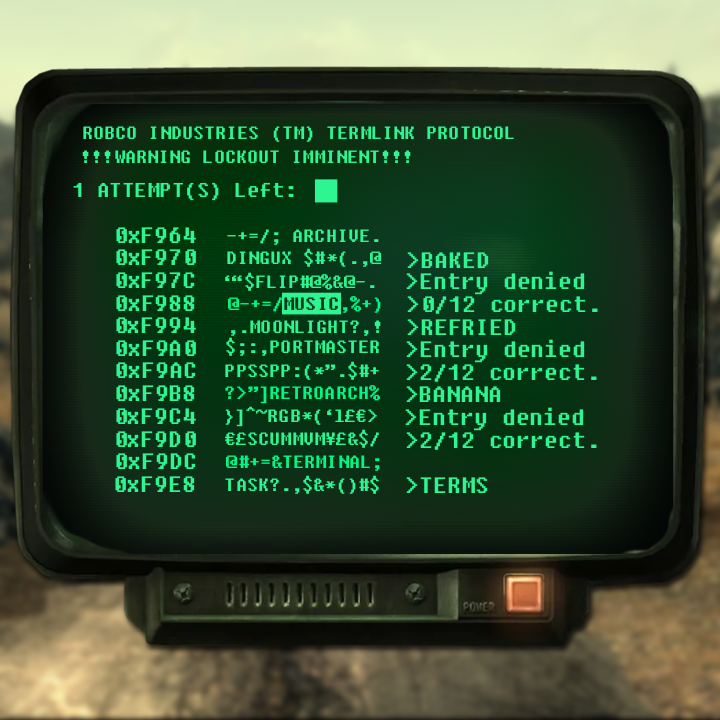 ROBCO INDUSTRIES (TM) TERMLINK PROTOCOL
!!!WARNING LOCKOUT IMMINENT!!!
1 ATTEMPT(S) Left:
0xF964 -+=/; ARCHIVE.
0xF970 DINGUX $#*(.,@ >BAKED
0xF97C ““$FLIP#@%&@-. >Entry denied
0xF988 @-+=/MUSIC,%+) >0/12 correct.
0xF994 ,.MOONLIGHT?,! >REFRIED
0xF9A0 $;:,PORTMASTER >Entry denied
0xF9AC PPSSPP:(*”.$#+ >2/12 correct.
0xF9B8 ?>”]RETROARCH% >BANANA
0xF9C4 }]^~RGB*(‘1£€> >Entry denied
0xF9D0 €£SCUMMVM¥£&$/ >2/12 correct.
0xF9DC @#+=&TERMINAL;
0xF9E8 TASK?.,$&*()#$ >TERMS
POWER